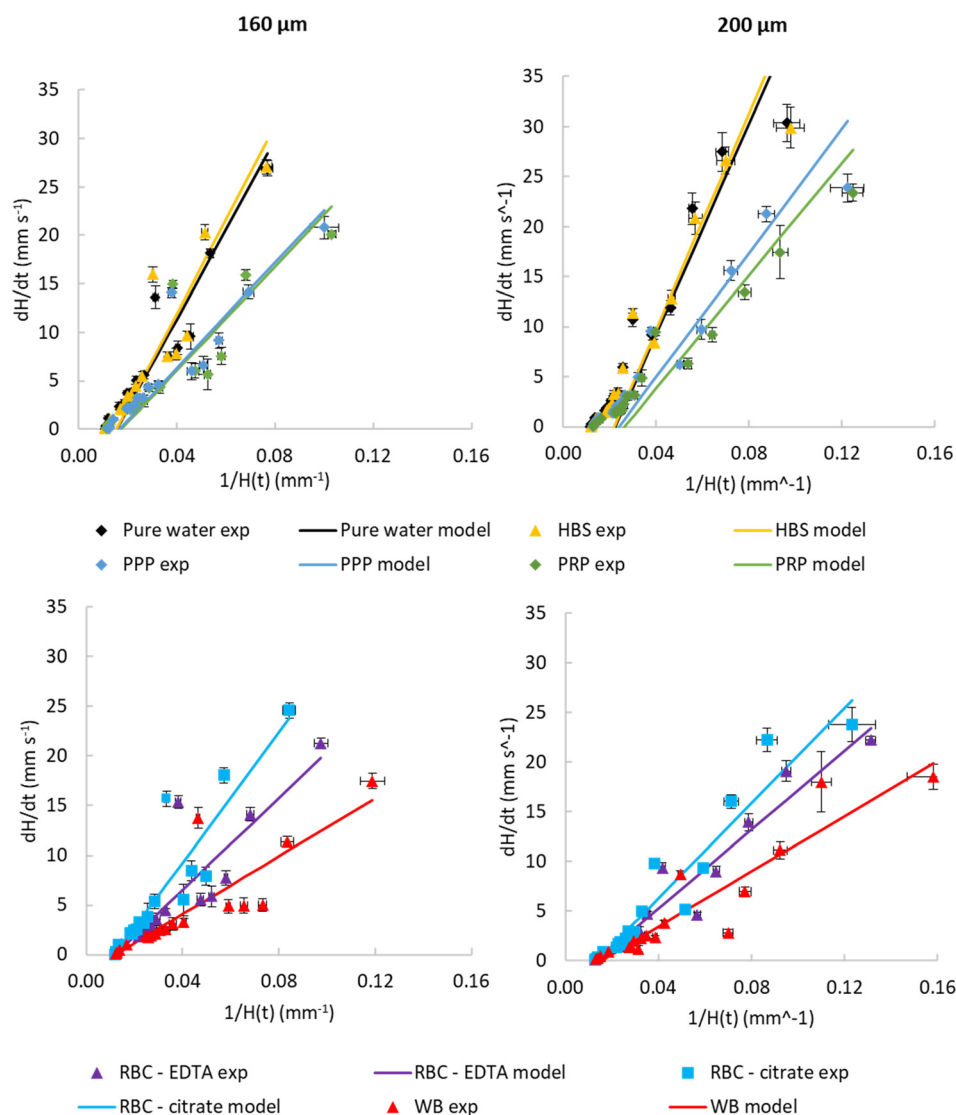 160 µm
200 µm
35
30
25
20
15
10
5
0
dH/dt (mm s⁻¹)
0.00 0.04 0.08 0.12 0.16
1/H(t) (mm⁻¹)
35
30
25
20
15
10
5
0
dH/dt (mm s^-1)
0.00 0.04 0.08 0.12 0.16
1/H(t) (mm^-1)
Pure water exp Pure water model HBS exp HBS model
PPP exp PPP model PRP exp PRP model
35
30
25
20
15
10
5
0
dH/dt (mm s⁻¹)
0.00 0.04 0.08 0.12 0.16
1/H(t) (mm⁻¹)
35
30
25
20
15
10
5
0
dH/dt (mm s^-1)
0.00 0.04 0.08 0.12 0.16
1/H(t) (mm^-1)
RBC - EDTA exp RBC - EDTA model RBC - citrate exp
RBC - citrate model WB exp WB model